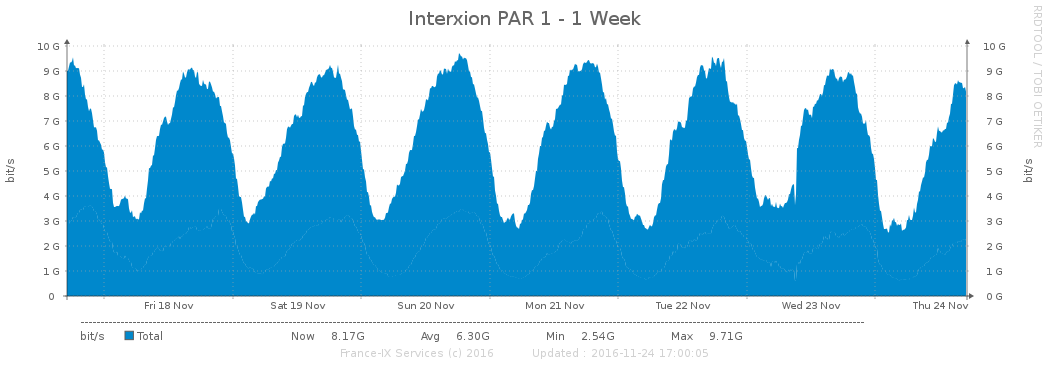 Interxion PAR 1 - 1 Week
RRDTOOL / TOBI OETIKER
bit/s
bit/s
10 G 10 G
9 G 9 G
8 G 8 G
7 G 7 G
6 G 6 G
5 G 5 G
4 G 4 G
3 G 3 G
2 G 2 G
1 G 1 G
0 0 G
Fri 18 Nov Sat 19 Nov Sun 20 Nov Mon 21 Nov Tue 22 Nov Wed 23 Nov Thu 24 Nov
bit/s Total Now 8.17G Avg 6.30G Min 2.54G Max 9.71G
France-IX Services (c) 2016 Updated : 2016-11-24 17:00:05